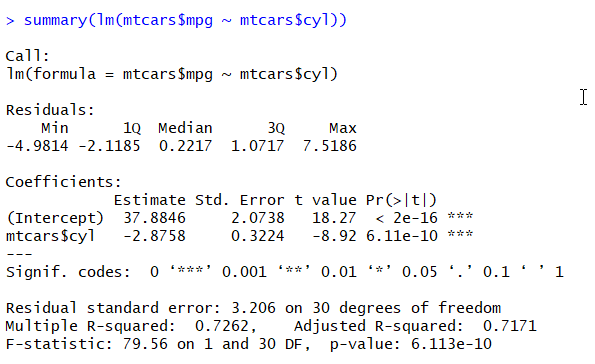 > summary(lm(mtcars$mpg ~ mtcars$cyl))
Call:
lm(formula = mtcars$mpg ~ mtcars$cyl)
Residuals:
    Min      1Q  Median      3Q     Max
-4.9814 -2.1185  0.2217  1.0717  7.5186
Coefficients:
            Estimate Std. Error t value Pr(>|t|)
(Intercept)  37.8846     2.0738   18.27  < 2e-16 ***
mtcars$cyl   -2.8758     0.3224   -8.92 6.11e-10 ***
---
Signif. codes:  0 ‘***’ 0.001 ‘**’ 0.01 ‘*’ 0.05 ‘.’ 0.1 ‘ ’ 1
Residual standard error: 3.206 on 30 degrees of freedom
Multiple R-squared:  0.7262,    Adjusted R-squared:  0.7171
F-statistic: 79.56 on 1 and 30 DF,  p-value: 6.113e-10